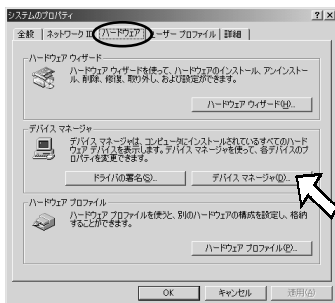 システムのプロパティ
全般 ネットワーク ID ハードウェア ユーザー プロファイル 詳細
ハードウェア ウィザード
ハードウェア ウィザードを使って、ハードウェアのインストール、アンインストー
ル、削除、修復、取り外し、および設定ができます。
ハードウェア ウィザード(H)...
デバイス マネージャ
デバイス マネージャは、コンピュータにインストールされているすべてのハード
ウェア デバイスを表示します。デバイス マネージャを使って、各デバイスのプ
ロパティを変更できます。
ドライバの署名(S)...
デバイス マネージャ(D)...
ハードウェア プロファイル
ハードウェア プロファイルを使うと、別のハードウェアの構成を設定し、格納
することができます。
ハードウェア プロファイル(P)...
OK
キャンセル
適用(A)